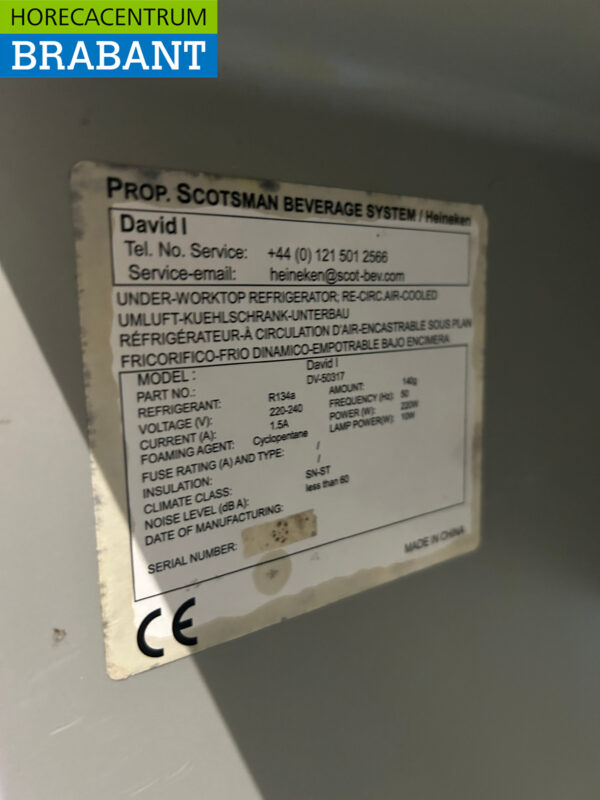 HORECACENTRUM
BRABANT
PROP. SCOTSMAN BEVERAGE SYSTEM / Heineken
David I
Tel. No. Service: +44 (0) 121 501 2566
Service-email: heineken@scot-bev.com
UNDER-WORKTOP REFRIGERATOR; RE-CIRC.AIR-COOLED
UMLUFT-KUEHLSCHRANK-UNTERBAU
RÉFRIGÉRATEUR-À CIRCULATION D'AIR-ENCASTRABLE SOUS PLAN
FRICORIFICO-FRIO DINAMICO-EMPOTRABLE BAJO ENCIMERA
MODEL : David I
PART NO.: DV-50317
REFRIGERANT: R134a AMOUNT: 140g
VOLTAGE (V): 220-240 FREQUENCY (Hz): 50
CURRENT (A): 1.5A POWER (W): 220W
FOAMING AGENT: Cyclopentane LAMP POWER(W): 10W
FUSE RATING (A) AND TYPE: /
INSULATION: /
CLIMATE CLASS: SN-ST
NOISE LEVEL (dB A): less than 60
DATE OF MANUFACTURING:
SERIAL NUMBER:
MADE IN CHINA
CE